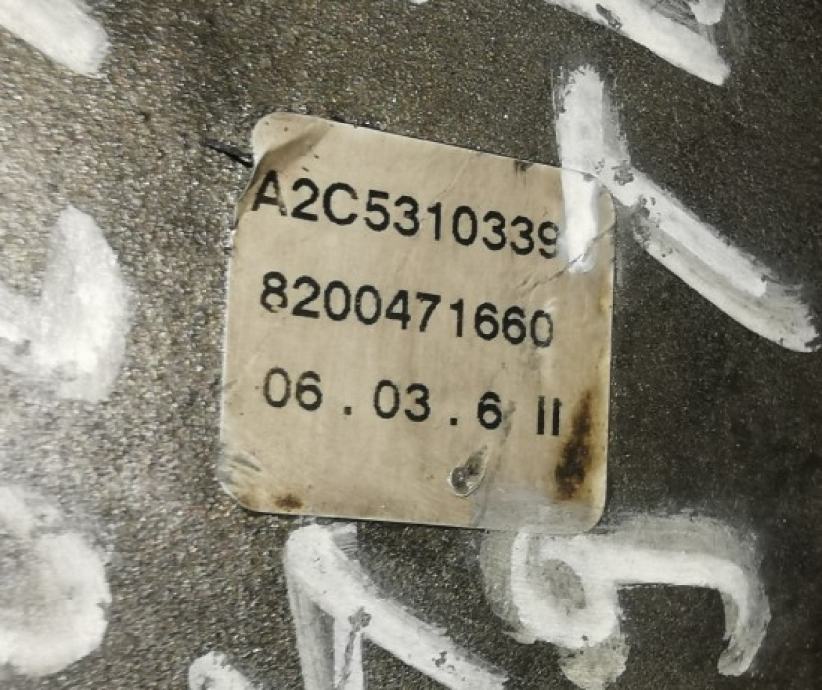 A2C5310339
8200471660
06 . 03 . 6 II